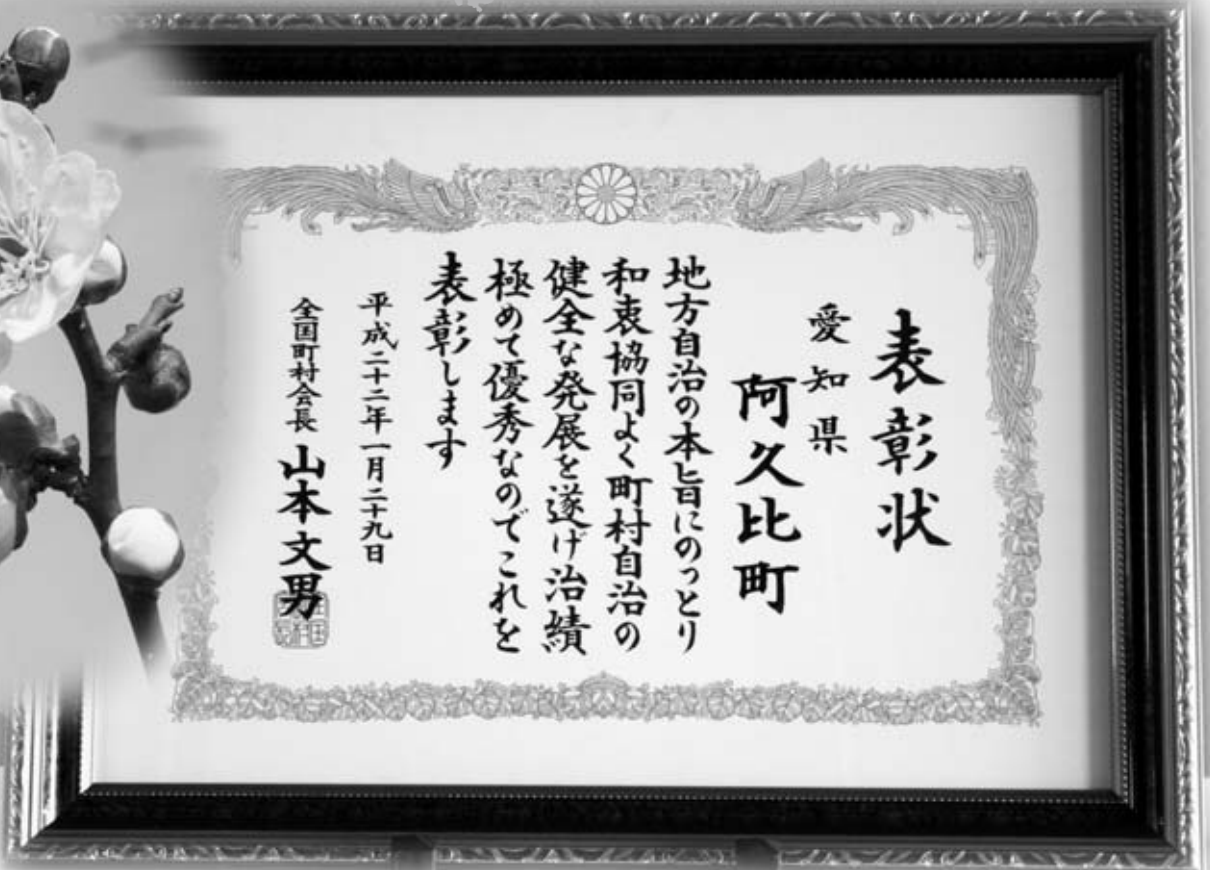 表彰状
愛知県
阿久比町
地方自治の本旨にのっとり
和衷協同よく町村自治の
健全な発展を遂げ治績
極めて優秀なのでこれを
表彰します
平成二十二年一月二十九日
全国町村会長 山本文男